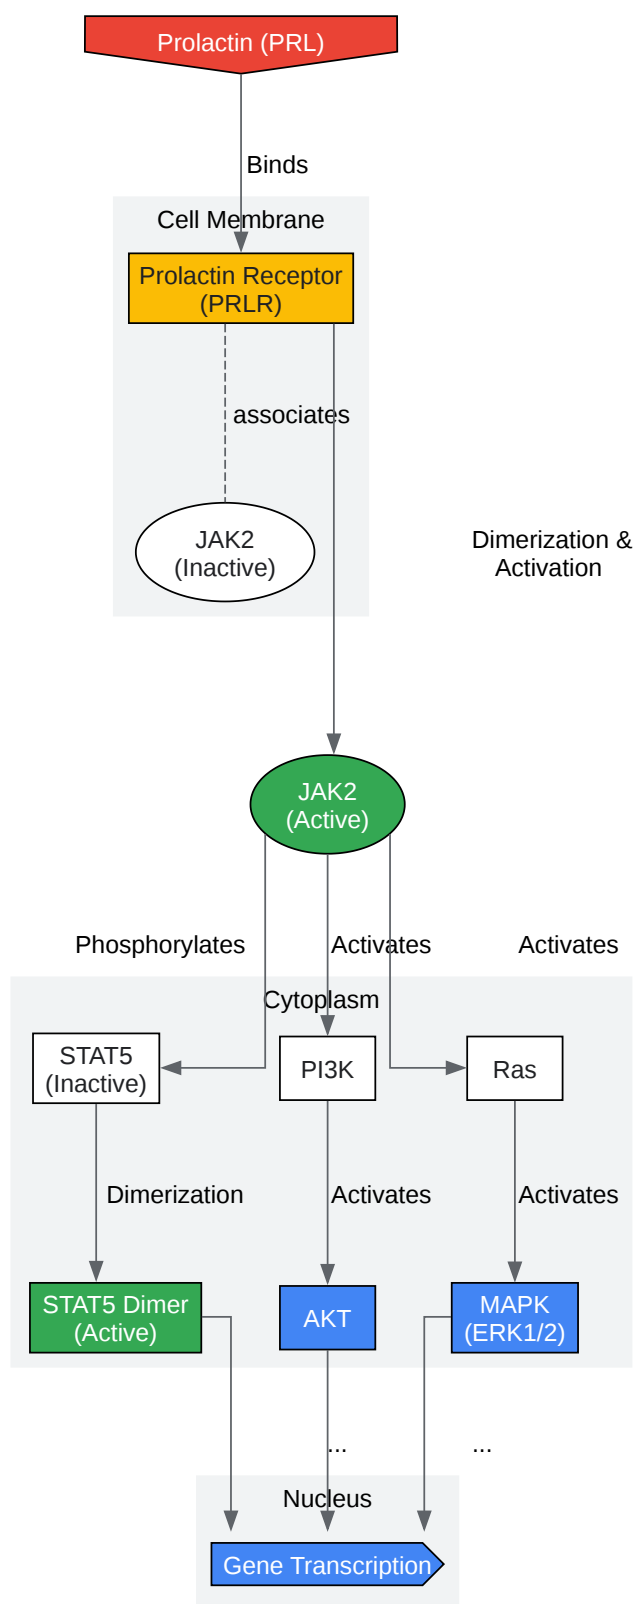 Prolactin (PRL)
Binds
Cell Membrane
Prolactin Receptor
(PRLR)
associates
JAK2
(Inactive)
Dimerization &
Activation
JAK2
(Active)
Phosphorylates
Activates
Activates
Cytoplasm
STAT5
(Inactive)
PI3K
Ras
Dimerization
Activates
Activates
STAT5 Dimer
(Active)
AKT
MAPK
(ERK1/2)
...
...
Nucleus
Gene Transcription